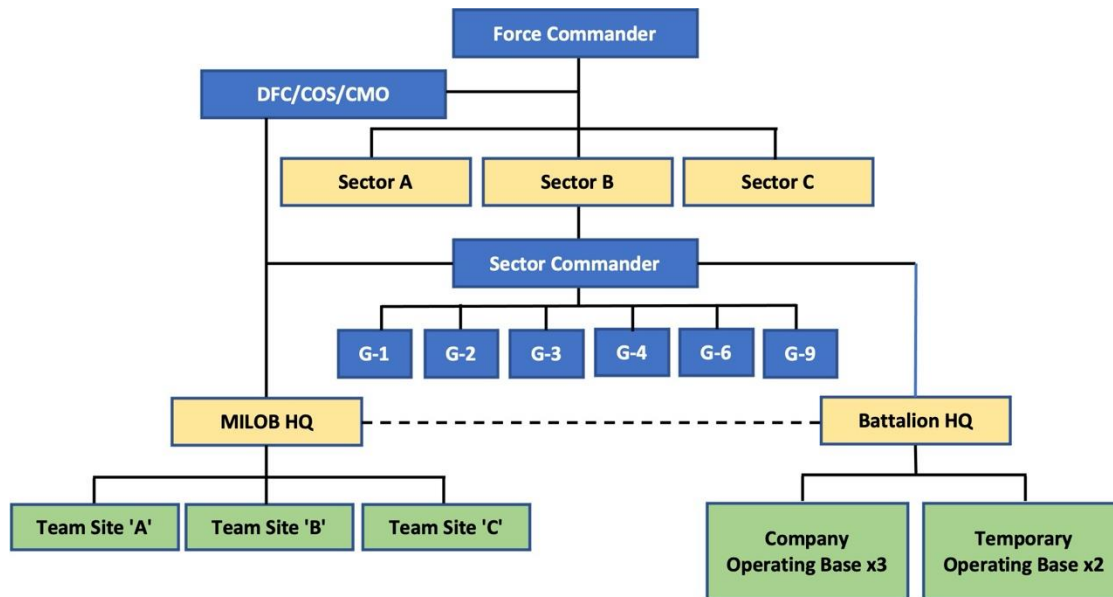 Force Commander
DFC/COS/CMO
Sector A
Sector B
Sector C
Sector Commander
G-1
G-2
G-3
G-4
G-6
G-9
MILOB HQ
Battalion HQ
Team Site 'A'
Team Site 'B'
Team Site 'C'
Company
Operating Base x3
Temporary
Operating Base x2